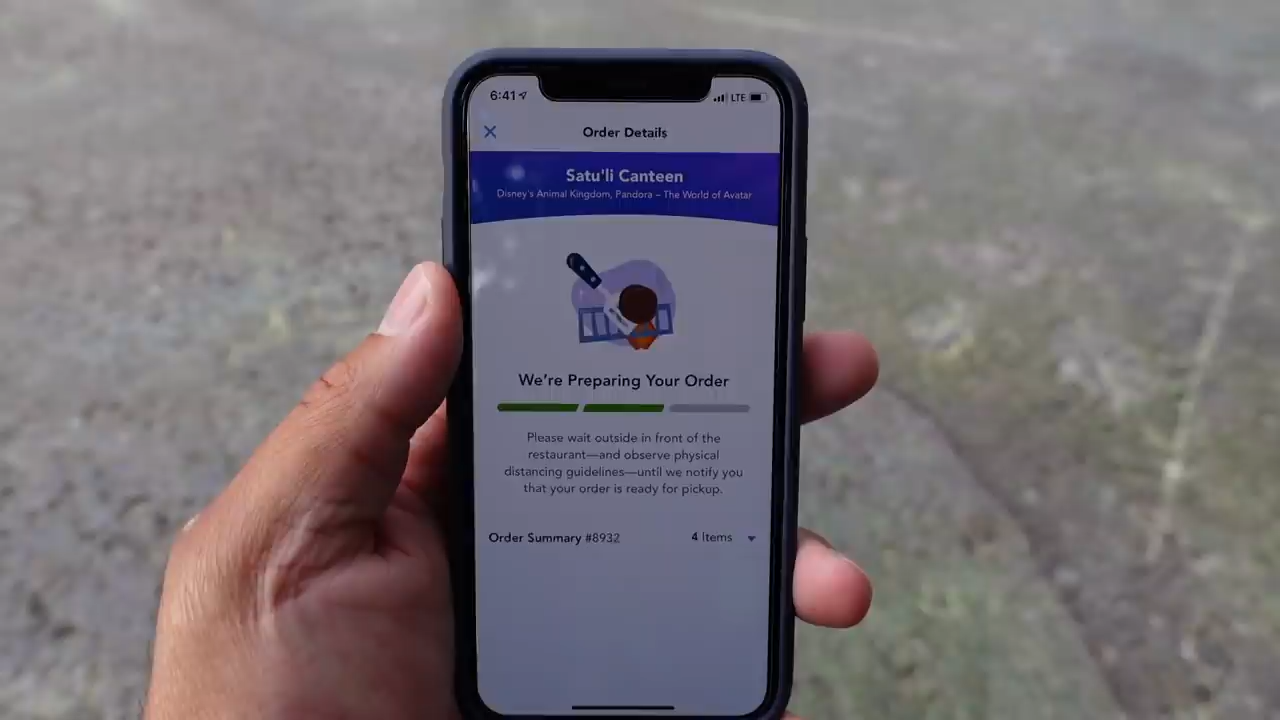 6:41
LTE
Order Details
Satu'li Canteen
Disney's Animal Kingdom, Pandora – The World of Avatar
We're Preparing Your Order
Please wait outside in front of the
restaurant—and observe physical
distancing guidelines—until we notify you
that your order is ready for pickup.
Order Summary #8932 4 Items